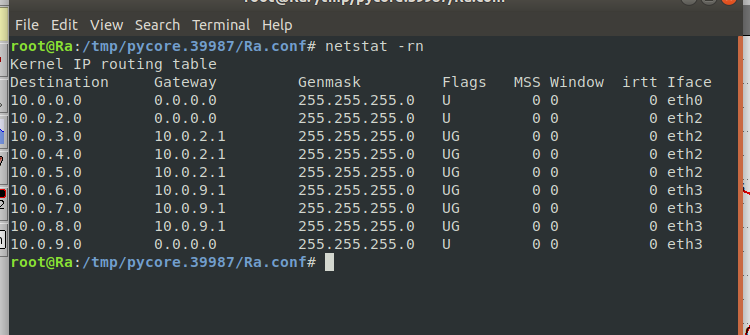 File Edit View Search Terminal Help
root@Ra:/tmp/pycore.39987/Ra.conf# netstat -rn
Kernel IP routing table
Destination     Gateway         Genmask         Flags   MSS Window  irtt Iface
10.0.0.0        0.0.0.0         255.255.255.0   U         0 0          0 eth0
10.0.2.0        0.0.0.0         255.255.255.0   U         0 0          0 eth2
10.0.3.0        10.0.2.1        255.255.255.0   UG        0 0          0 eth2
10.0.4.0        10.0.2.1        255.255.255.0   UG        0 0          0 eth2
10.0.5.0        10.0.2.1        255.255.255.0   UG        0 0          0 eth2
10.0.6.0        10.0.9.1        255.255.255.0   UG        0 0          0 eth3
10.0.7.0        10.0.9.1        255.255.255.0   UG        0 0          0 eth3
10.0.8.0        10.0.9.1        255.255.255.0   UG        0 0          0 eth3
10.0.9.0        0.0.0.0         255.255.255.0   U         0 0          0 eth3
root@Ra:/tmp/pycore.39987/Ra.conf#